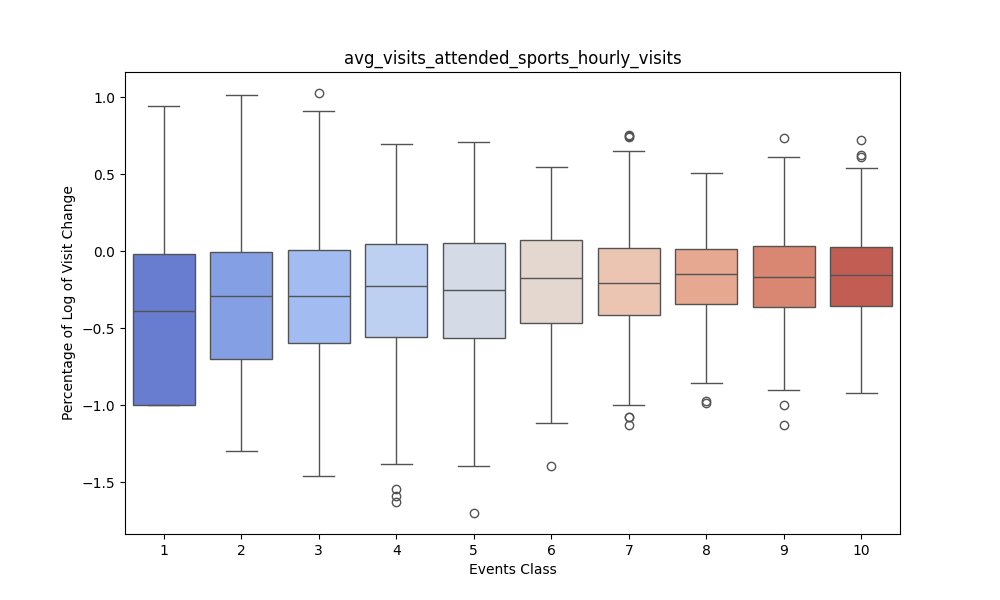 avg_visits_attended_sports_hourly_visits
Percentage of Log of Visit Change
1.0
0.5
0.0
−0.5
−1.0
−1.5
1 2 3 4 5 6 7 8 9 10
Events Class